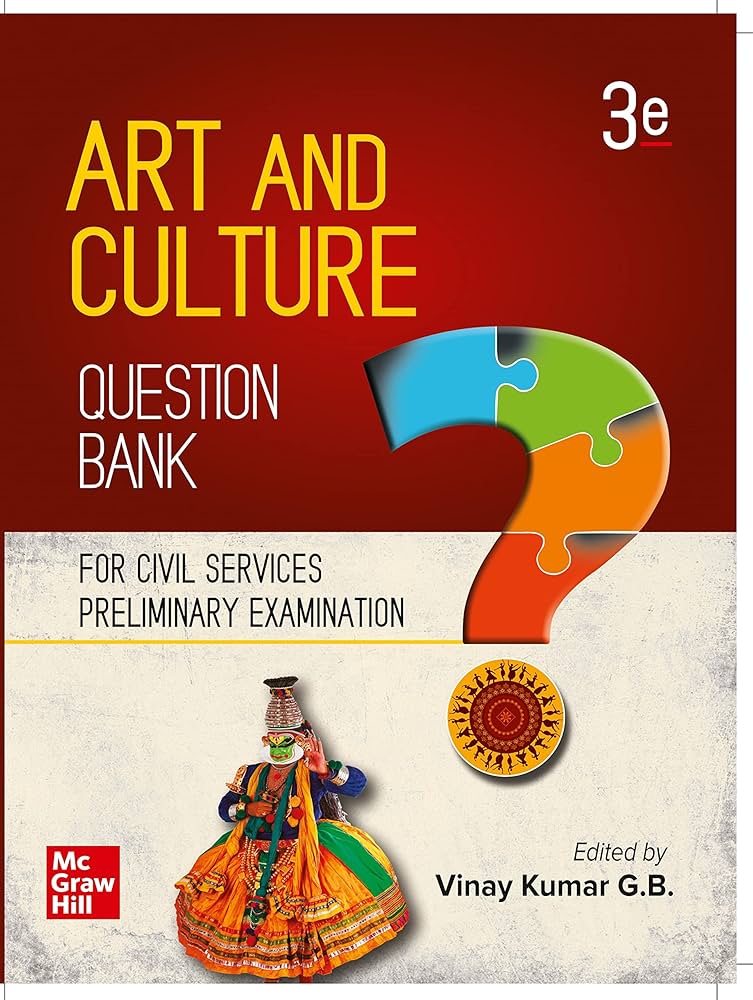 3e
ART AND
CULTURE
QUESTION
BANK
FOR CIVIL SERVICES
PRELIMINARY EXAMINATION
Edited by
Vinay Kumar G.B.
Mc
Graw
Hill